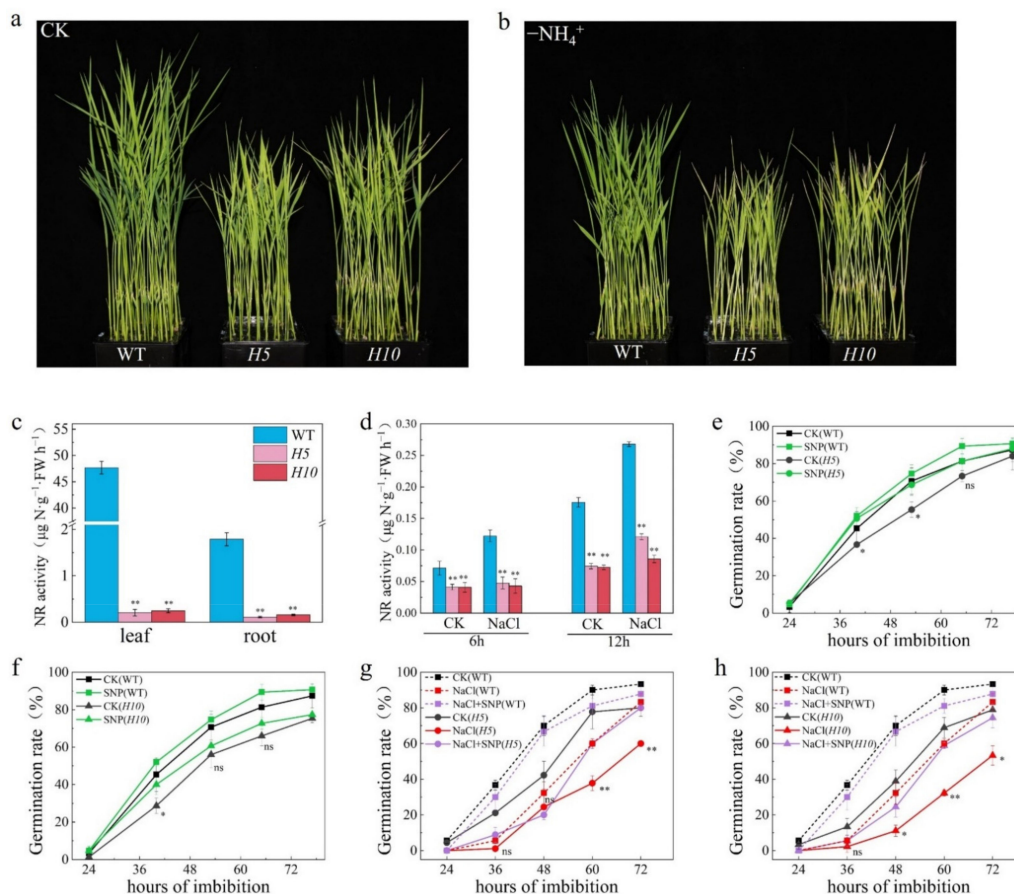 a
CK
WT
H5
H10
b
−NH₄⁺
WT
H5
H10
c
NR activity (μg N·g⁻¹·FW h⁻¹)
55
50
45
40
2
1
0
WT
H5
H10
** **
** **
leaf
root
d
NR activity (μg N·g⁻¹·FW h⁻¹)
0.30
0.25
0.20
0.15
0.10
0.05
0.00
** **
** **
** **
**
**
CK
NaCl
CK
NaCl
6h
12h
e
Germination rate (%)
100
80
60
40
20
0
CK(WT)
SNP(WT)
CK(H5)
SNP(H5)
*
*
ns
24
36
48
60
72
hours of imbibition
f
Germination rate (%)
100
80
60
40
20
0
CK(WT)
SNP(WT)
CK(H10)
SNP(H10)
*
ns
ns
24
36
48
60
72
hours of imbibition
g
Germination rate (%)
100
80
60
40
20
0
CK(WT)
NaCl(WT)
NaCl+SNP(WT)
CK(H5)
NaCl(H5)
NaCl+SNP(H5)
ns
ns
**
**
24
36
48
60
72
hours of imbibition
h
Germination rate (%)
100
80
60
40
20
0
CK(WT)
NaCl(WT)
NaCl+SNP(WT)
CK(H10)
NaCl(H10)
NaCl+SNP(H10)
ns
*
**
*
24
36
48
60
72
hours of imbibition